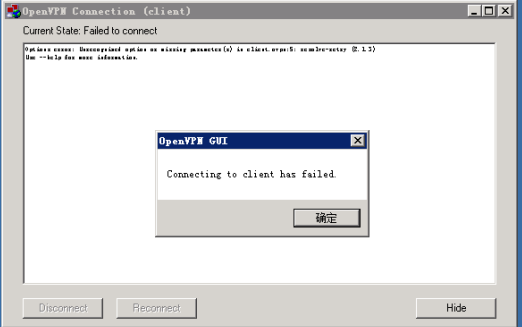 OpenVPN Connection (client)
Current State: Failed to connect
Options error: Unrecognized option or missing parameter(s) in client.ovpn:5: resolv-retry (2.1.3)
Use --help for more information.
OpenVPN GUI
Connecting to client has failed.
确定
Disconnect
Reconnect
Hide